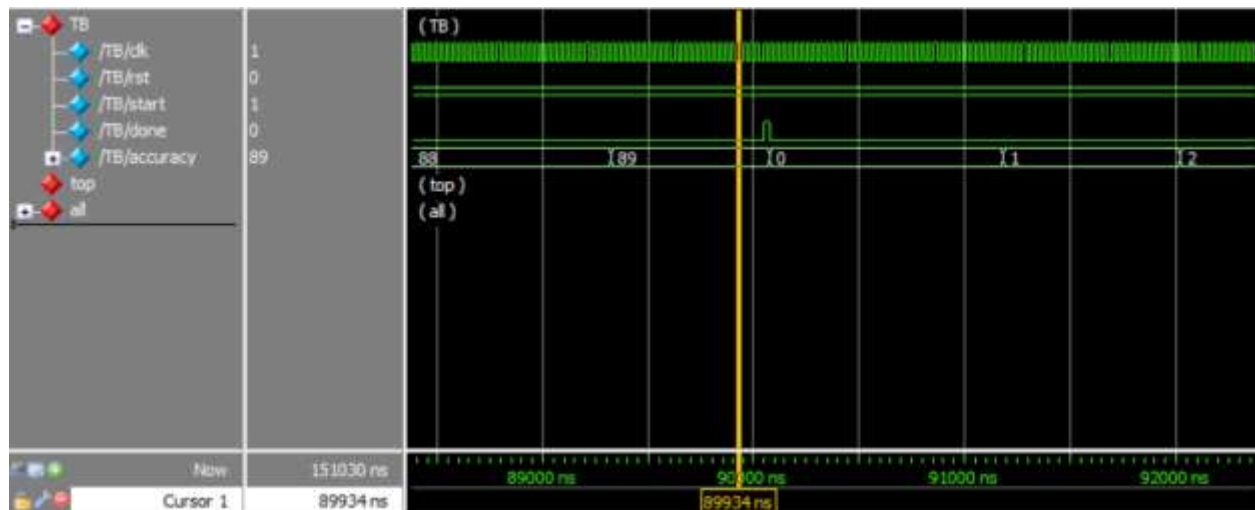 TB (TB)
/TB/clk 1
/TB/rst 0
/TB/start 1
/TB/done 0
/TB/accuracy 89 88 89 0 1 2
top (top)
all (all)
Now 151030 ns 89000 ns 90000 ns 91000 ns 92000 ns
Cursor 1 89934 ns 89934 ns